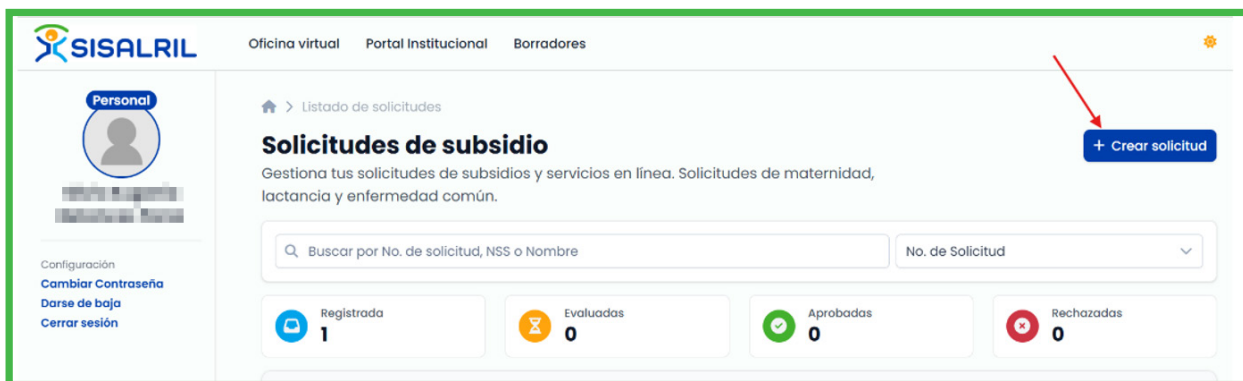 SISALRIL
Oficina virtual Portal Institucional Borradores
Personal
Configuración
Cambiar Contraseña
Darse de baja
Cerrar sesión
> Listado de solicitudes
Solicitudes de subsidio
+ Crear solicitud
Gestiona tus solicitudes de subsidios y servicios en línea. Solicitudes de maternidad,
lactancia y enfermedad común.
Buscar por No. de solicitud, NSS o Nombre
No. de Solicitud
Registrada
1
Evaluadas
0
Aprobadas
0
Rechazadas
0